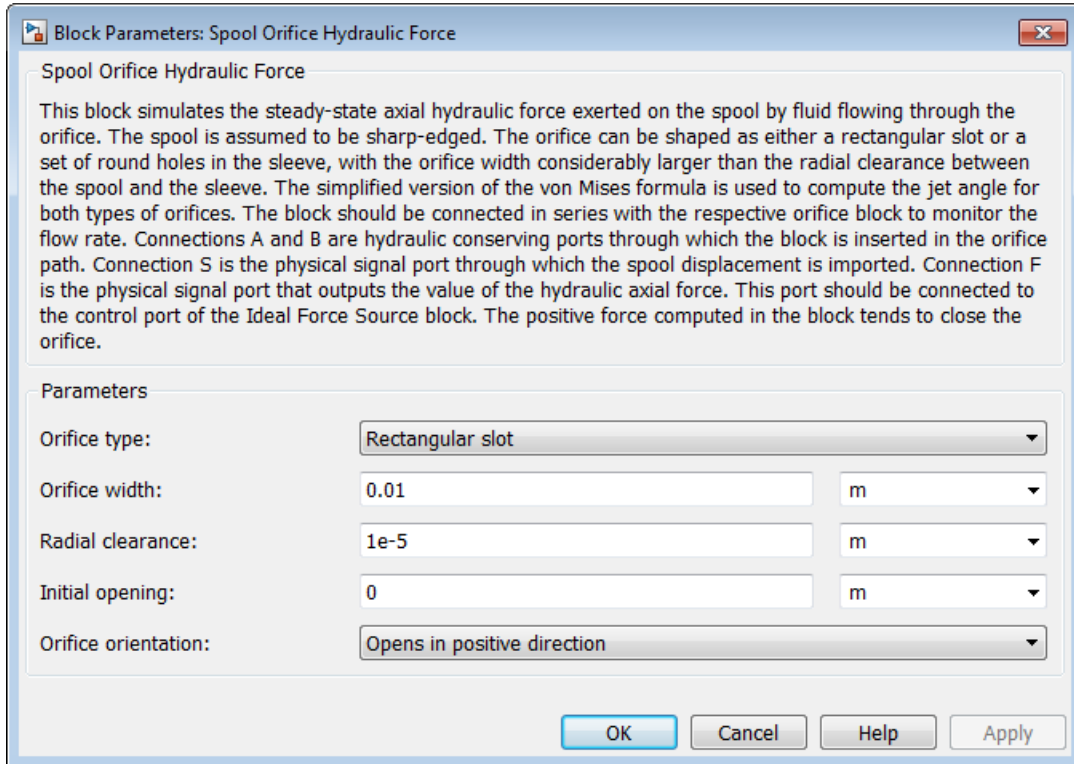 Block Parameters: Spool Orifice Hydraulic Force
Spool Orifice Hydraulic Force
This block simulates the steady-state axial hydraulic force exerted on the spool by fluid flowing through the
orifice. The spool is assumed to be sharp-edged. The orifice can be shaped as either a rectangular slot or a
set of round holes in the sleeve, with the orifice width considerably larger than the radial clearance between
the spool and the sleeve. The simplified version of the von Mises formula is used to compute the jet angle for
both types of orifices. The block should be connected in series with the respective orifice block to monitor the
flow rate. Connections A and B are hydraulic conserving ports through which the block is inserted in the orifice
path. Connection S is the physical signal port through which the spool displacement is imported. Connection F
is the physical signal port that outputs the value of the hydraulic axial force. This port should be connected to
the control port of the Ideal Force Source block. The positive force computed in the block tends to close the
orifice.
Parameters
Orifice type: Rectangular slot
Orifice width: 0.01 m
Radial clearance: 1e-5 m
Initial opening: 0 m
Orifice orientation: Opens in positive direction
OK Cancel Help Apply